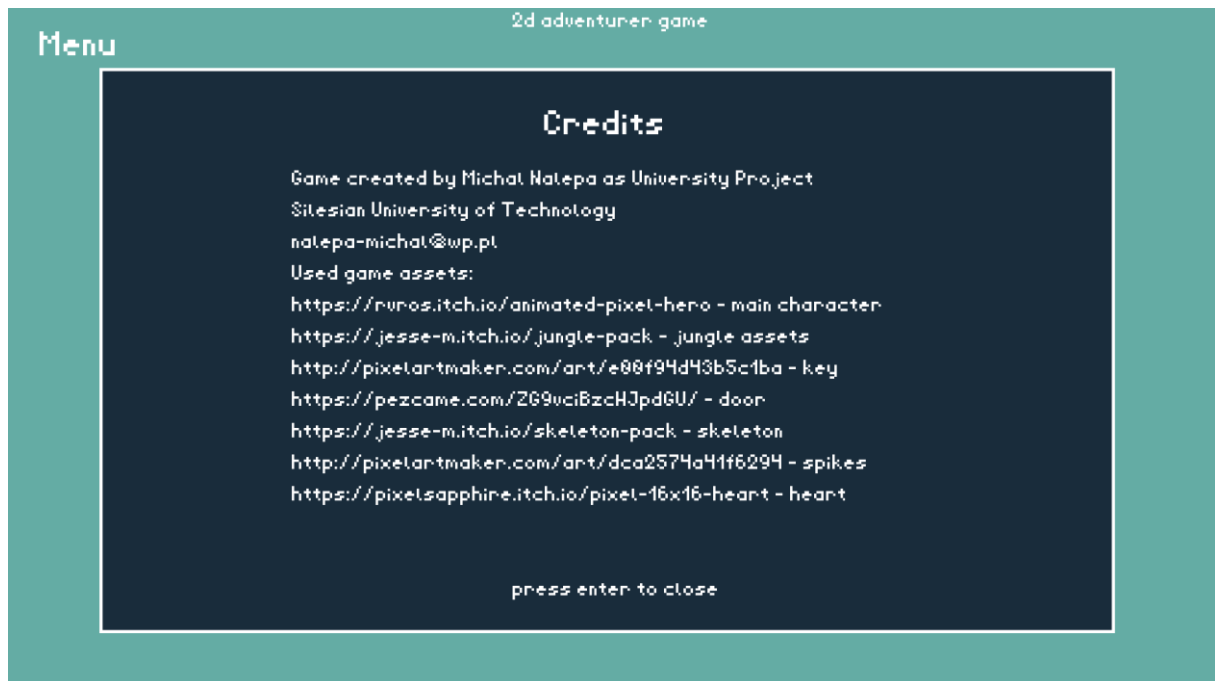 2d adventurer game
Menu
Credits
Game created by Michal Nalepa as University Project
Silesian University of Technology
nalepa-michal@wp.pl
Used game assets:
https://rvros.itch.io/animated-pixel-hero - main character
https://jesse-m.itch.io/jungle-pack - jungle assets
http://pixelartmaker.com/art/e00f94d43b5c1ba - key
https://pezcame.com/ZG9vciBzcHJpdGU/ - door
https://jesse-m.itch.io/skeleton-pack - skeleton
http://pixelartmaker.com/art/dca2574a41f6294 - spikes
https://pixelsapphire.itch.io/pixel-16x16-heart - heart
press enter to close